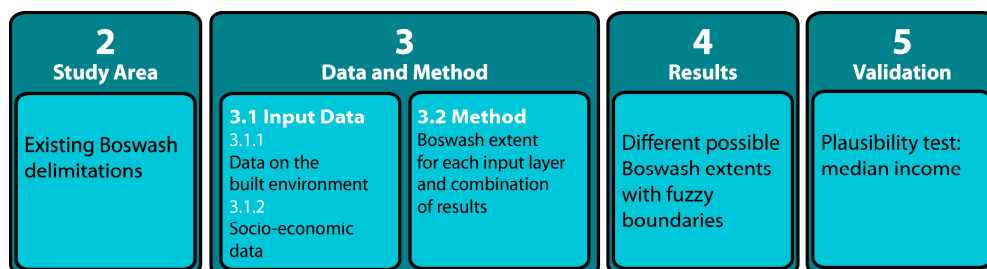 2
Study Area
Existing Boswash
delimitations
3
Data and Method
3.1 Input Data
3.1.1
Data on the
built environment
3.1.2
Socio-economic
data
3.2 Method
Boswash extent
for each input layer
and combination
of results
4
Results
Different possible
Boswash extents
with fuzzy
boundaries
5
Validation
Plausibility test:
median income